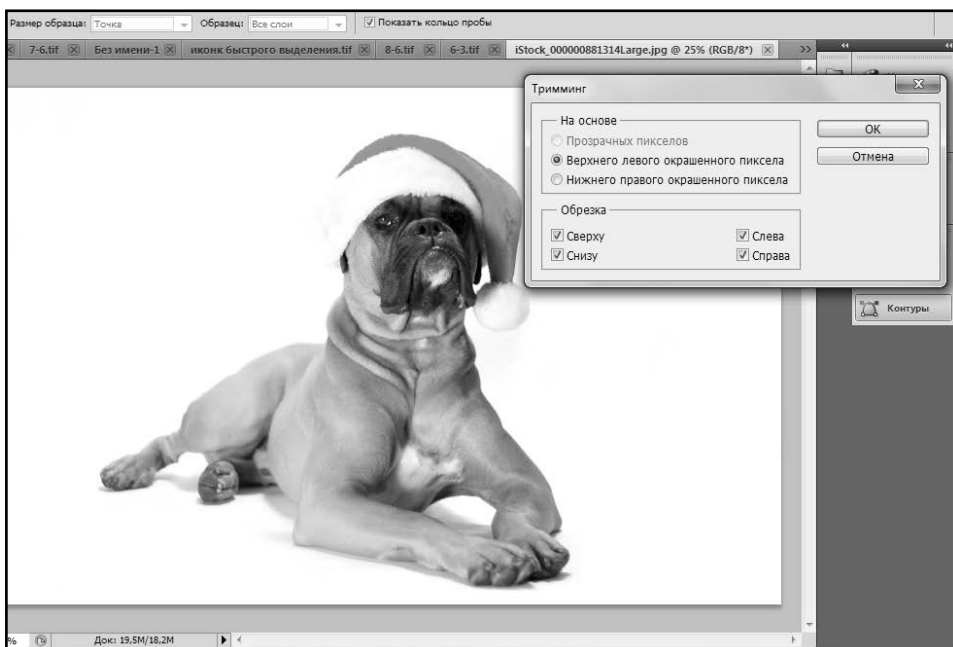 Размер образца: Точка Образец: Все слои Показать кольцо пробы
7-6.tif Без имени-1 иконк быстрого выделения.tif 8-6.tif 6-3.tif iStock_000000881314Large.jpg @ 25% (RGB/8*)
Тримминг
На основе
Прозрачных пикселов
Верхнего левого окрашенного пиксела
Нижнего правого окрашенного пиксела
OK
Отмена
Обрезка
Сверху Слева
Снизу Справа
Контуры
% Док: 19,5M/18,2M